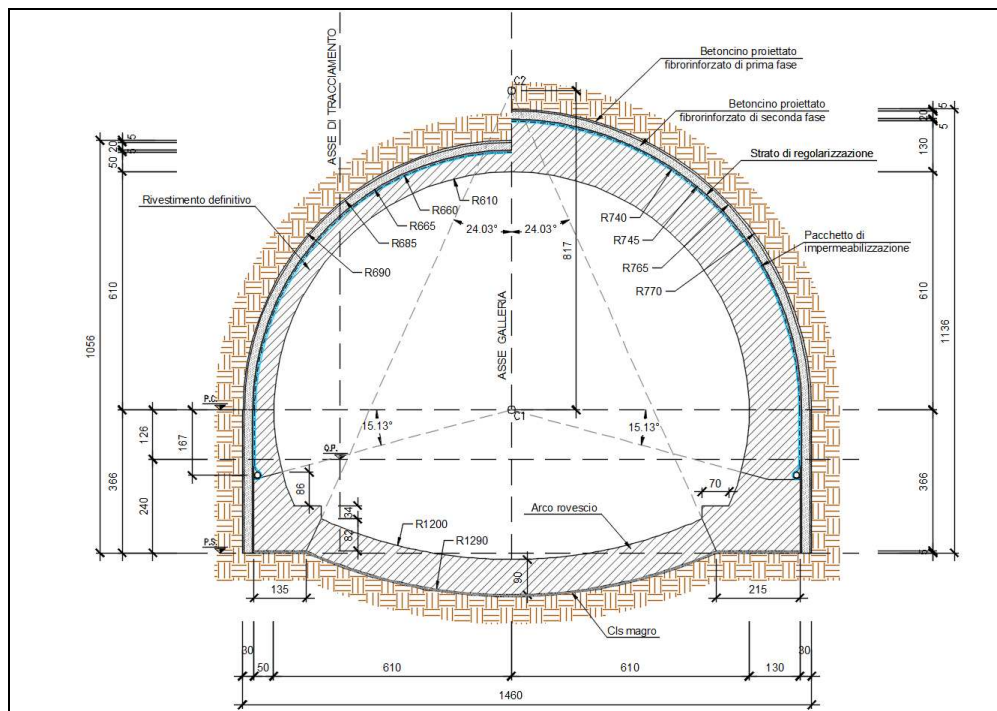 Betoncino proiettato
fibrorinforzato di prima fase
C2
ASSE DI TRACCIAMENTO
5
20
5
50
5
20
5
130
Betoncino proiettato
fibrorinforzato di seconda fase
Strato di regolarizzazione
Rivestimento definitivo
R610
R660
R665
R685
R690
R740
R745
R765
R770
24.03°
24.03°
817
Pacchetto di
impermeabilizzazione
610
610
1056
1136
ASSE GALLERIA
P.C.
C1
15.13°
15.13°
126
167
Q.P.
366
366
240
86
70
34
82
R1200
R1290
Arco rovescio
P.S.
90
5
135
215
Cls magro
30
50
610
610
130
30
1460